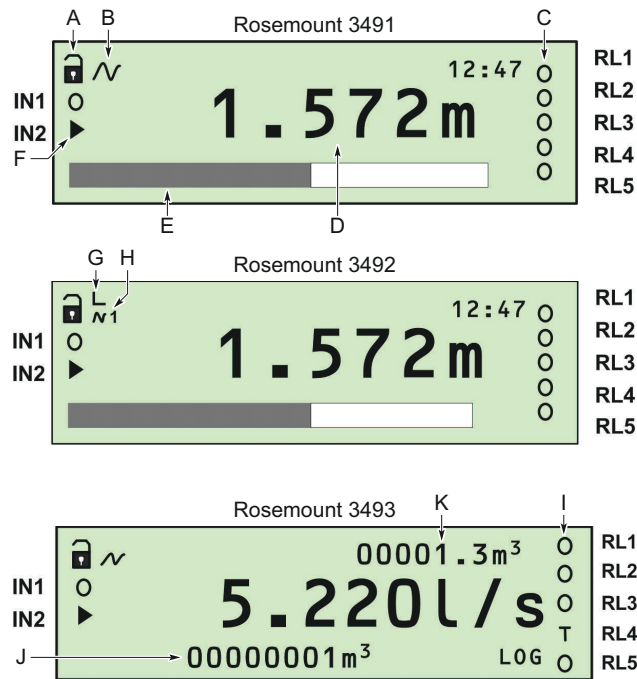 A B Rosemount 3491 C
12:47 RL1
IN1 RL2
1.572m
IN2 RL3
F RL4
RL5
E D
G H Rosemount 3492
L 12:47 RL1
N1 RL2
IN1
1.572m
IN2 RL3
RL4
RL5
Rosemount 3493 K I
00001.3m³ RL1
RL2
IN1
5.220l/s RL3
IN2
T RL4
J 00000001m³ LOG RL5